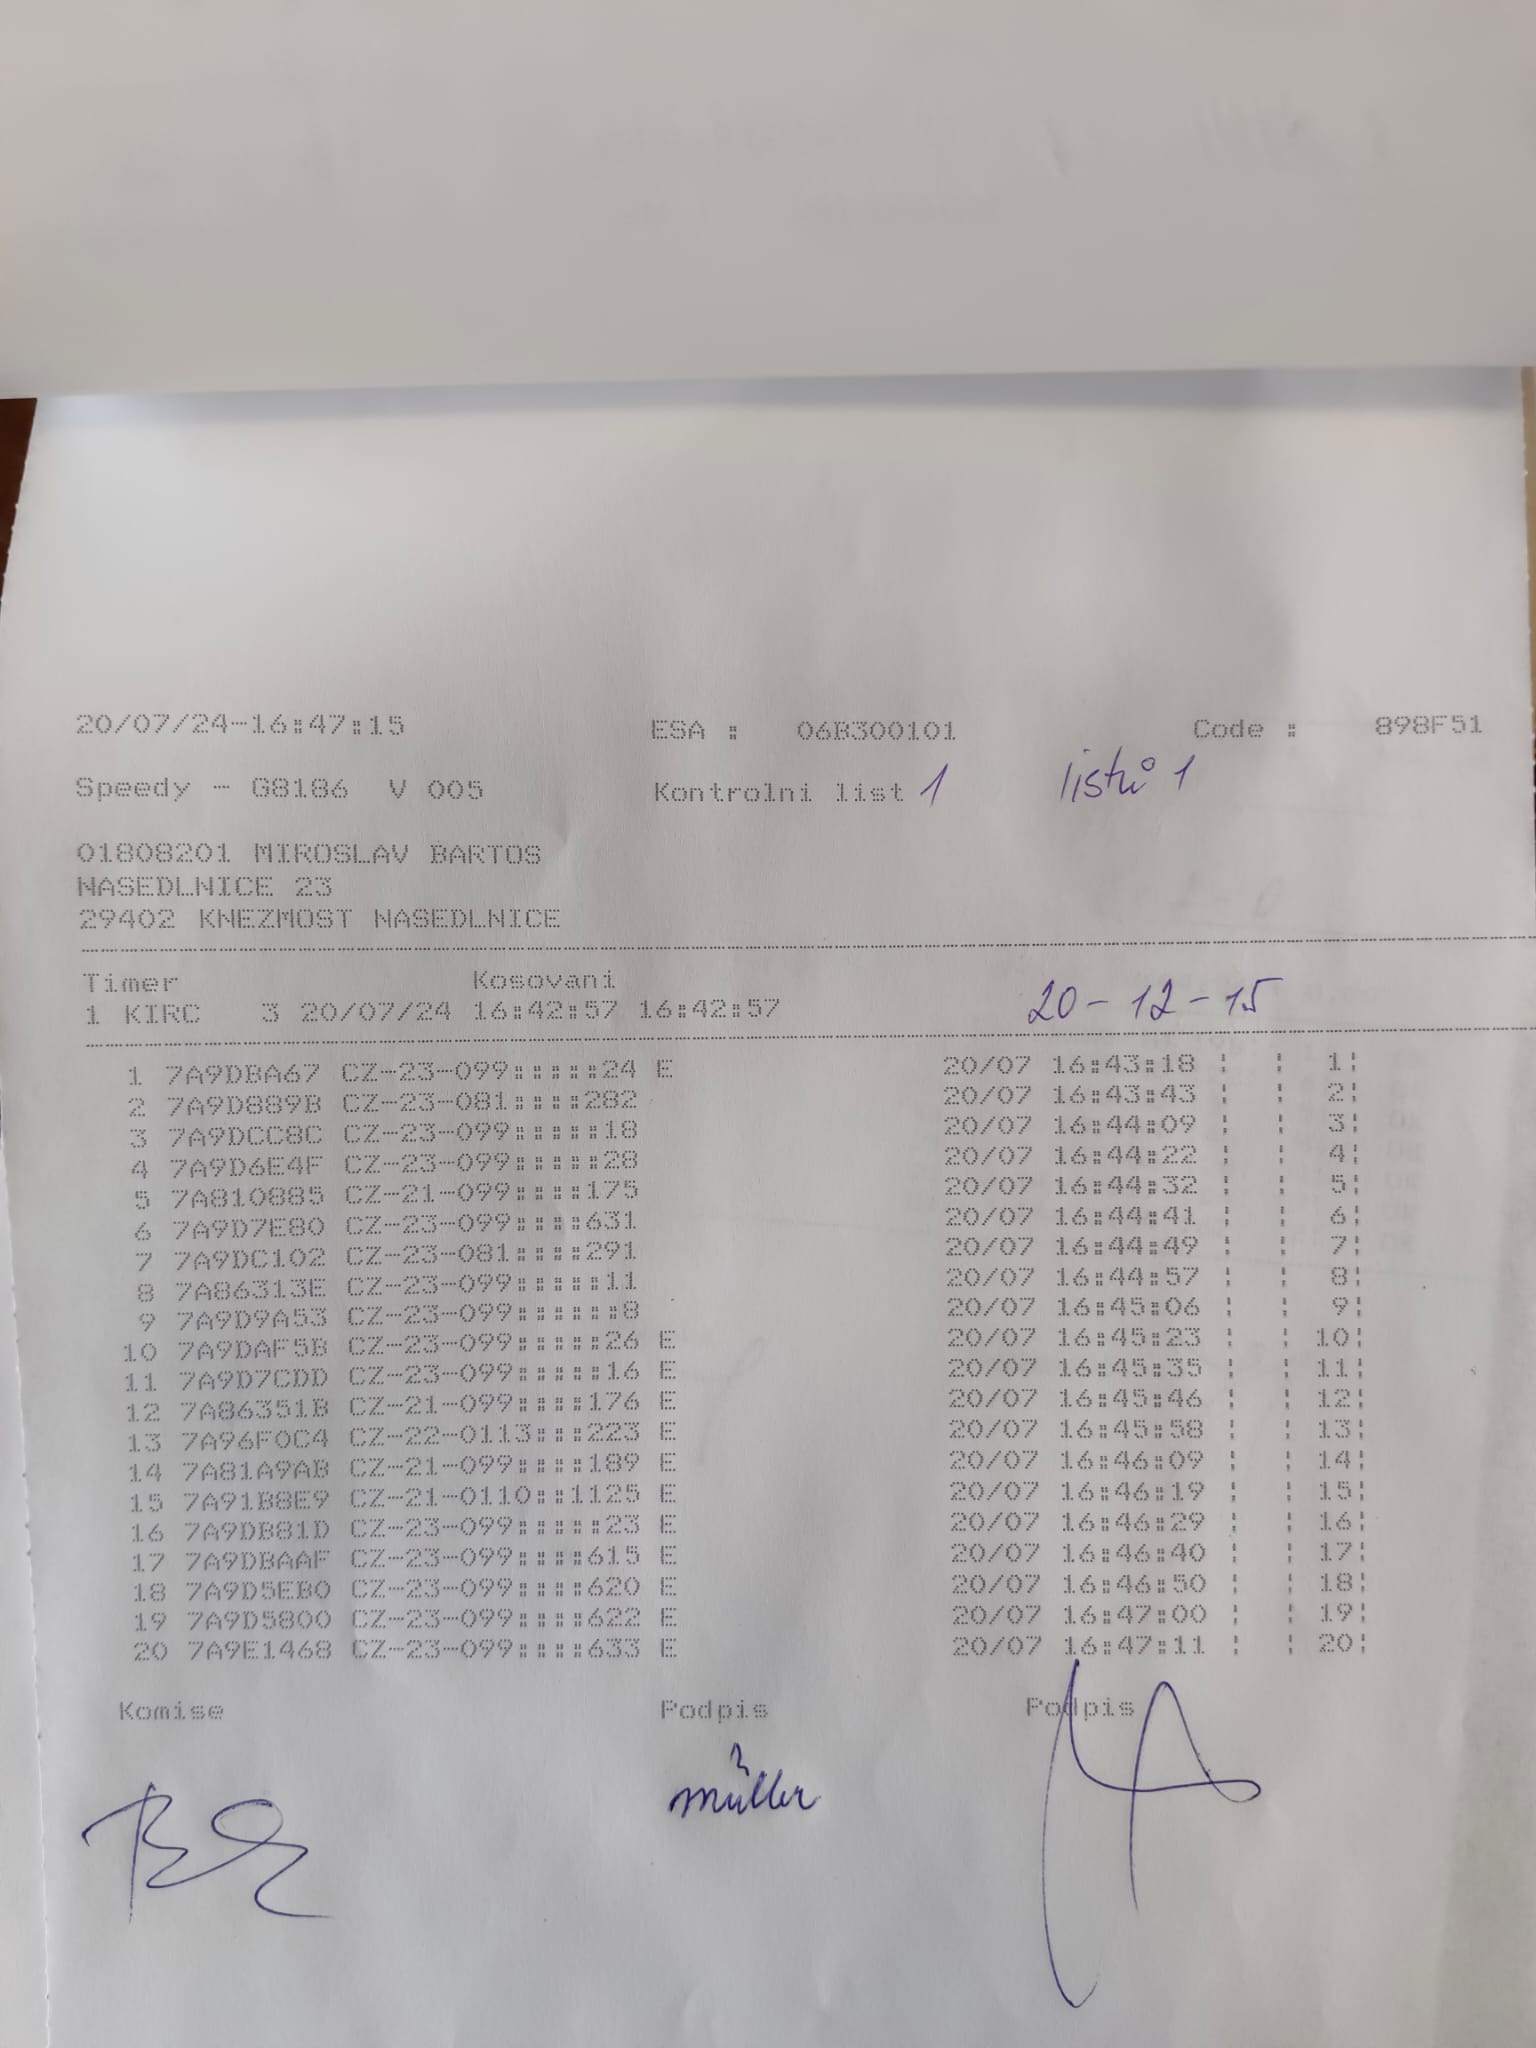 20/07/24-16:47:15 ESA : 06B300101 Code : 898F51
Speedy - G8186 V 005 Kontrolni list 1 listů 1
01808201 MIROSLAV BARTOS
NASEDLNICE 23
29402 KNEZMOST NASEDLNICE
Timer Kosovani
1 KIRC 3 20/07/24 16:42:57 16:42:57 20-12-15
1 7A9DBA67 CZ-23-099:::::24 E 20/07 16:43:18 ¦ ¦ 1¦
2 7A9D889B CZ-23-081::::282 20/07 16:43:43 ¦ ¦ 2¦
3 7A9DCC8C CZ-23-099:::::18 20/07 16:44:09 ¦ ¦ 3¦
4 7A9D6E4F CZ-23-099:::::28 20/07 16:44:22 ¦ ¦ 4¦
5 7A810885 CZ-21-099::::175 20/07 16:44:32 ¦ ¦ 5¦
6 7A9D7E80 CZ-23-099::::631 20/07 16:44:41 ¦ ¦ 6¦
7 7A9DC102 CZ-23-081::::291 20/07 16:44:49 ¦ ¦ 7¦
8 7A86313E CZ-23-099:::::11 20/07 16:44:57 ¦ ¦ 8¦
9 7A9D9A53 CZ-23-099::::::8 20/07 16:45:06 ¦ ¦ 9¦
10 7A9DAF5B CZ-23-099:::::26 E 20/07 16:45:23 ¦ ¦ 10¦
11 7A9D7CDD CZ-23-099:::::16 E 20/07 16:45:35 ¦ ¦ 11¦
12 7A86351B CZ-21-099::::176 E 20/07 16:45:46 ¦ ¦ 12¦
13 7A96F0C4 CZ-22-0113:::223 E 20/07 16:45:58 ¦ ¦ 13¦
14 7A81A9AB CZ-21-099::::189 E 20/07 16:46:09 ¦ ¦ 14¦
15 7A91B8E9 CZ-21-0110::1125 E 20/07 16:46:19 ¦ ¦ 15¦
16 7A9DB81D CZ-23-099:::::23 E 20/07 16:46:29 ¦ ¦ 16¦
17 7A9DBAAF CZ-23-099::::615 E 20/07 16:46:40 ¦ ¦ 17¦
18 7A9D5EB0 CZ-23-099::::620 E 20/07 16:46:50 ¦ ¦ 18¦
19 7A9D5800 CZ-23-099::::622 E 20/07 16:47:00 ¦ ¦ 19¦
20 7A9E1468 CZ-23-099::::633 E 20/07 16:47:11 ¦ ¦ 20¦
Komise Podpis Podpis
Müller